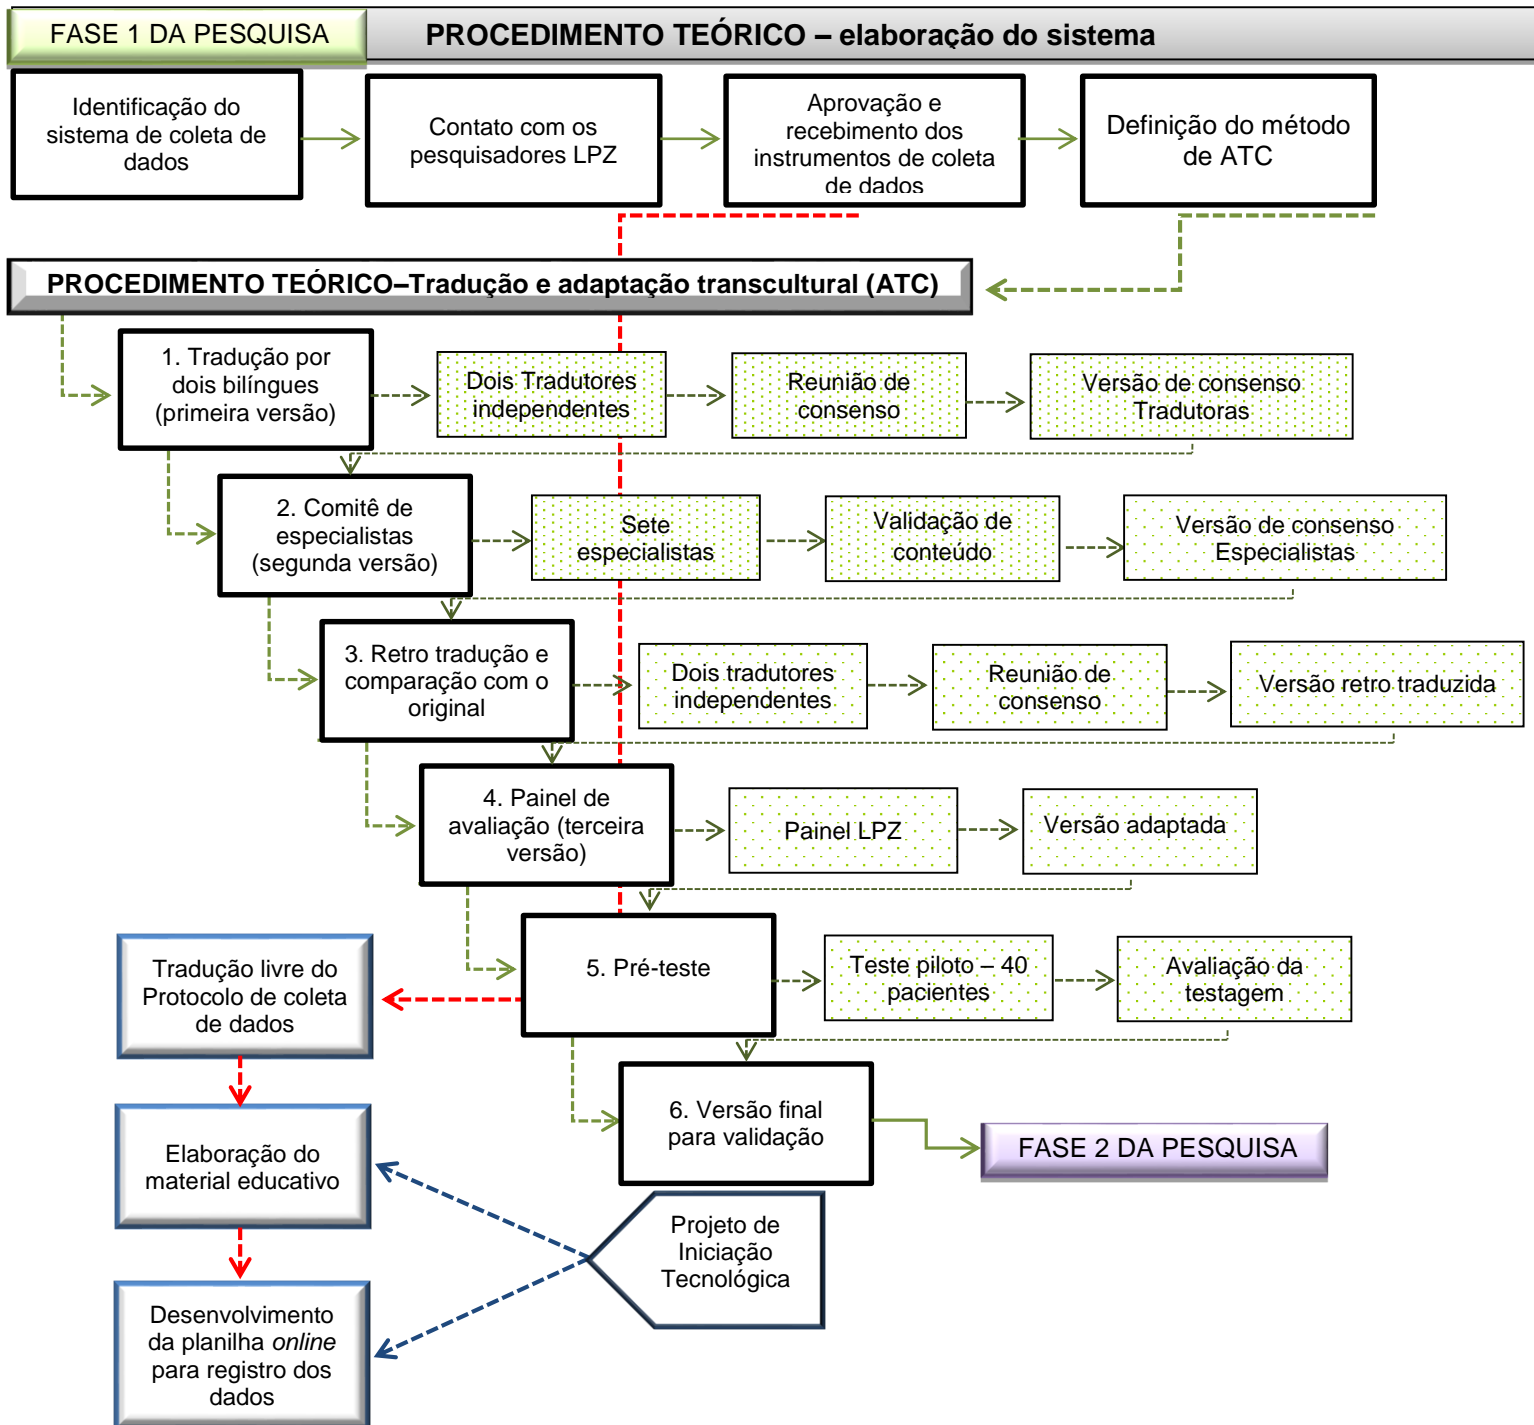 FASE 1 DA PESQUISA
PROCEDIMENTO TEÓRICO – elaboração do sistema
Identificação do
sistema de coleta de
dados
Contato com os
pesquisadores LPZ
Aprovação e
recebimento dos
instrumentos de coleta
de dados
Definição do método
de ATC
PROCEDIMENTO TEÓRICO–Tradução e adaptação transcultural (ATC)
1. Tradução por
dois bilíngues
(primeira versão)
Dois Tradutores
independentes
Reunião de
consenso
Versão de consenso
Tradutoras
2. Comitê de
especialistas
(segunda versão)
Sete
especialistas
Validação de
conteúdo
Versão de consenso
Especialistas
3. Retro tradução e
comparação com o
original
Dois tradutores
independentes
Reunião de
consenso
Versão retro traduzida
4. Painel de
avaliação (terceira
versão)
Painel LPZ
Versão adaptada
5. Pré-teste
Teste piloto – 40
pacientes
Avaliação da
testagem
Tradução livre do
Protocolo de coleta
de dados
6. Versão final
para validação
FASE 2 DA PESQUISA
Elaboração do
material educativo
Projeto de
Iniciação
Tecnológica
Desenvolvimento
da planilha online
para registro dos
dados